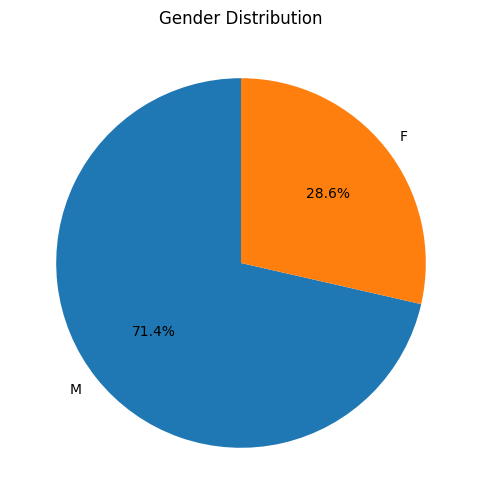 Gender Distribution
F
28.6%
71.4%
M